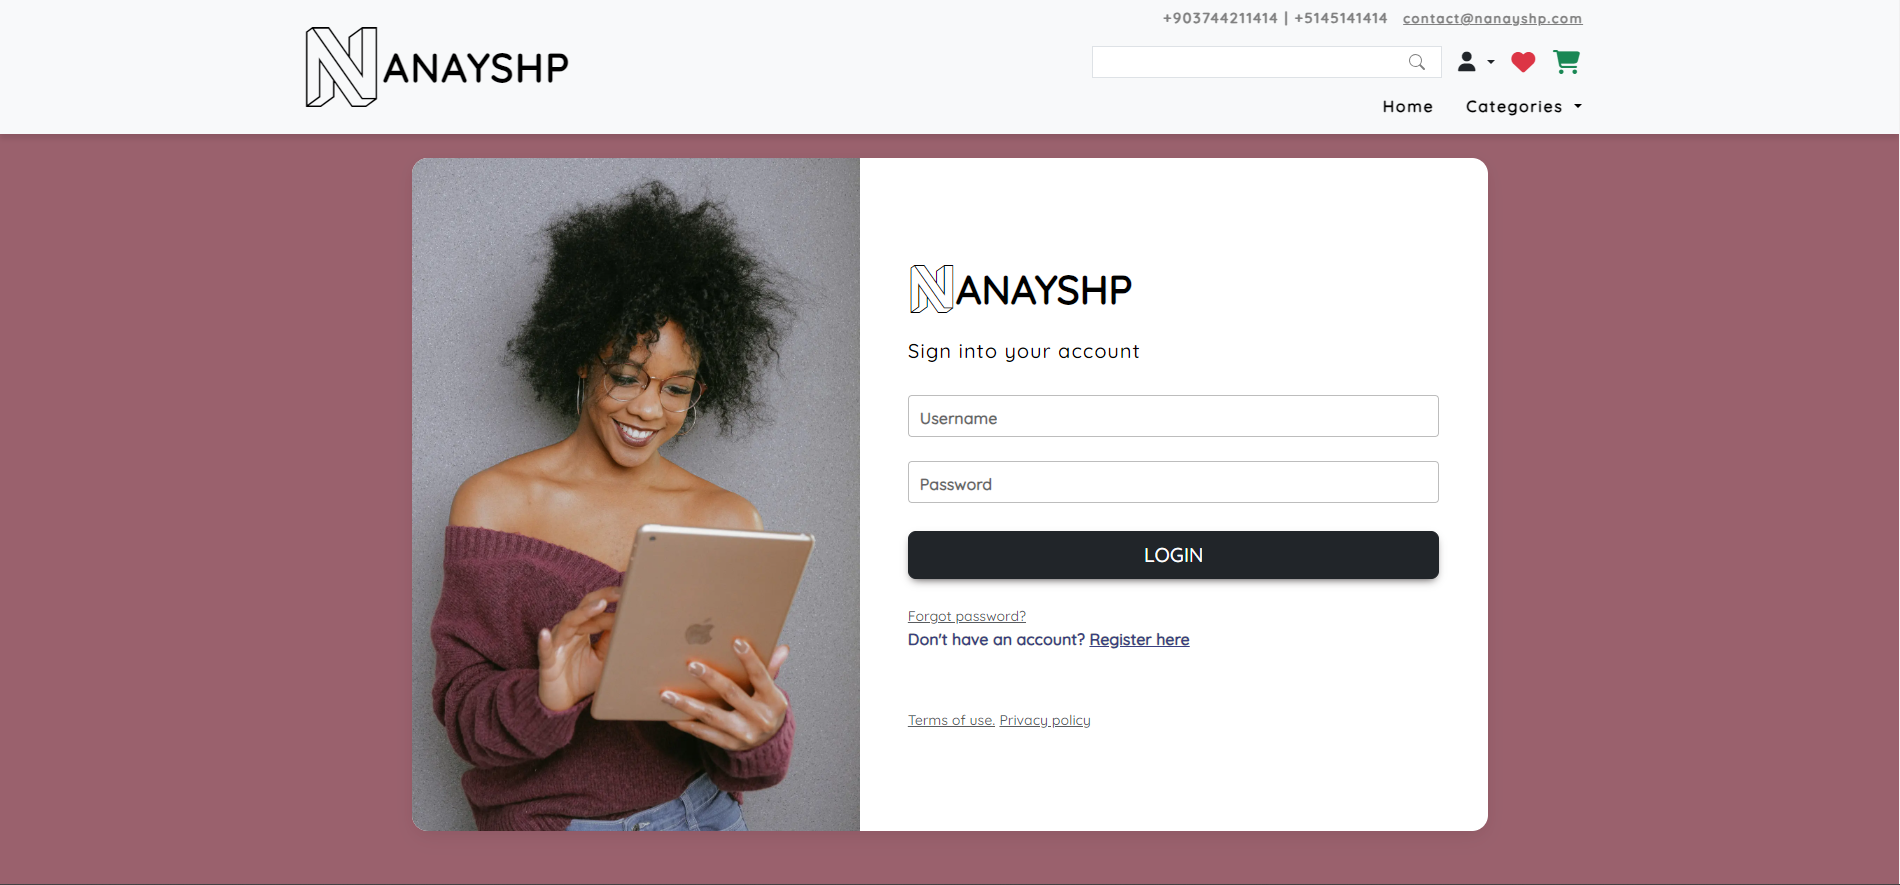 +903744211414 | +5145141414 contact@nanayshp.com
NANAYSHP
Home Categories
NANAYSHP
Sign into your account
Username
Password
LOGIN
Forgot password?
Don't have an account? Register here
Terms of use. Privacy policy